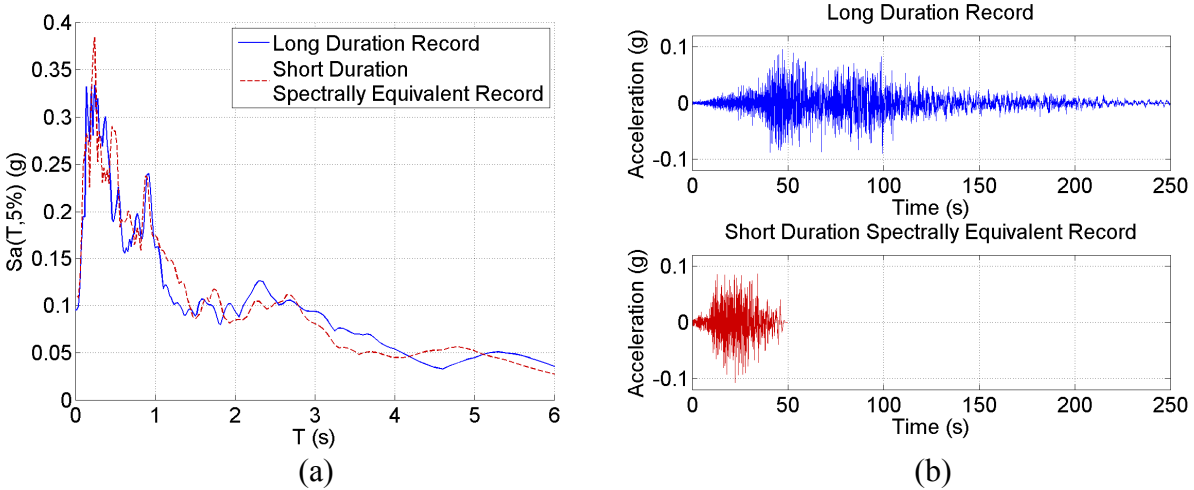 0.4
0.35
0.3
0.25
0.2
0.15
0.1
0.05
0
Sa(T,5%) (g)
Long Duration Record
Short Duration
Spectrally Equivalent Record
0 1 2 3 4 5 6
T (s)
(a)
Long Duration Record
Acceleration (g)
0.1
0
-0.1
0 50 100 150 200 250
Time (s)
Short Duration Spectrally Equivalent Record
Acceleration (g)
0.1
0
-0.1
0 50 100 150 200 250
Time (s)
(b)